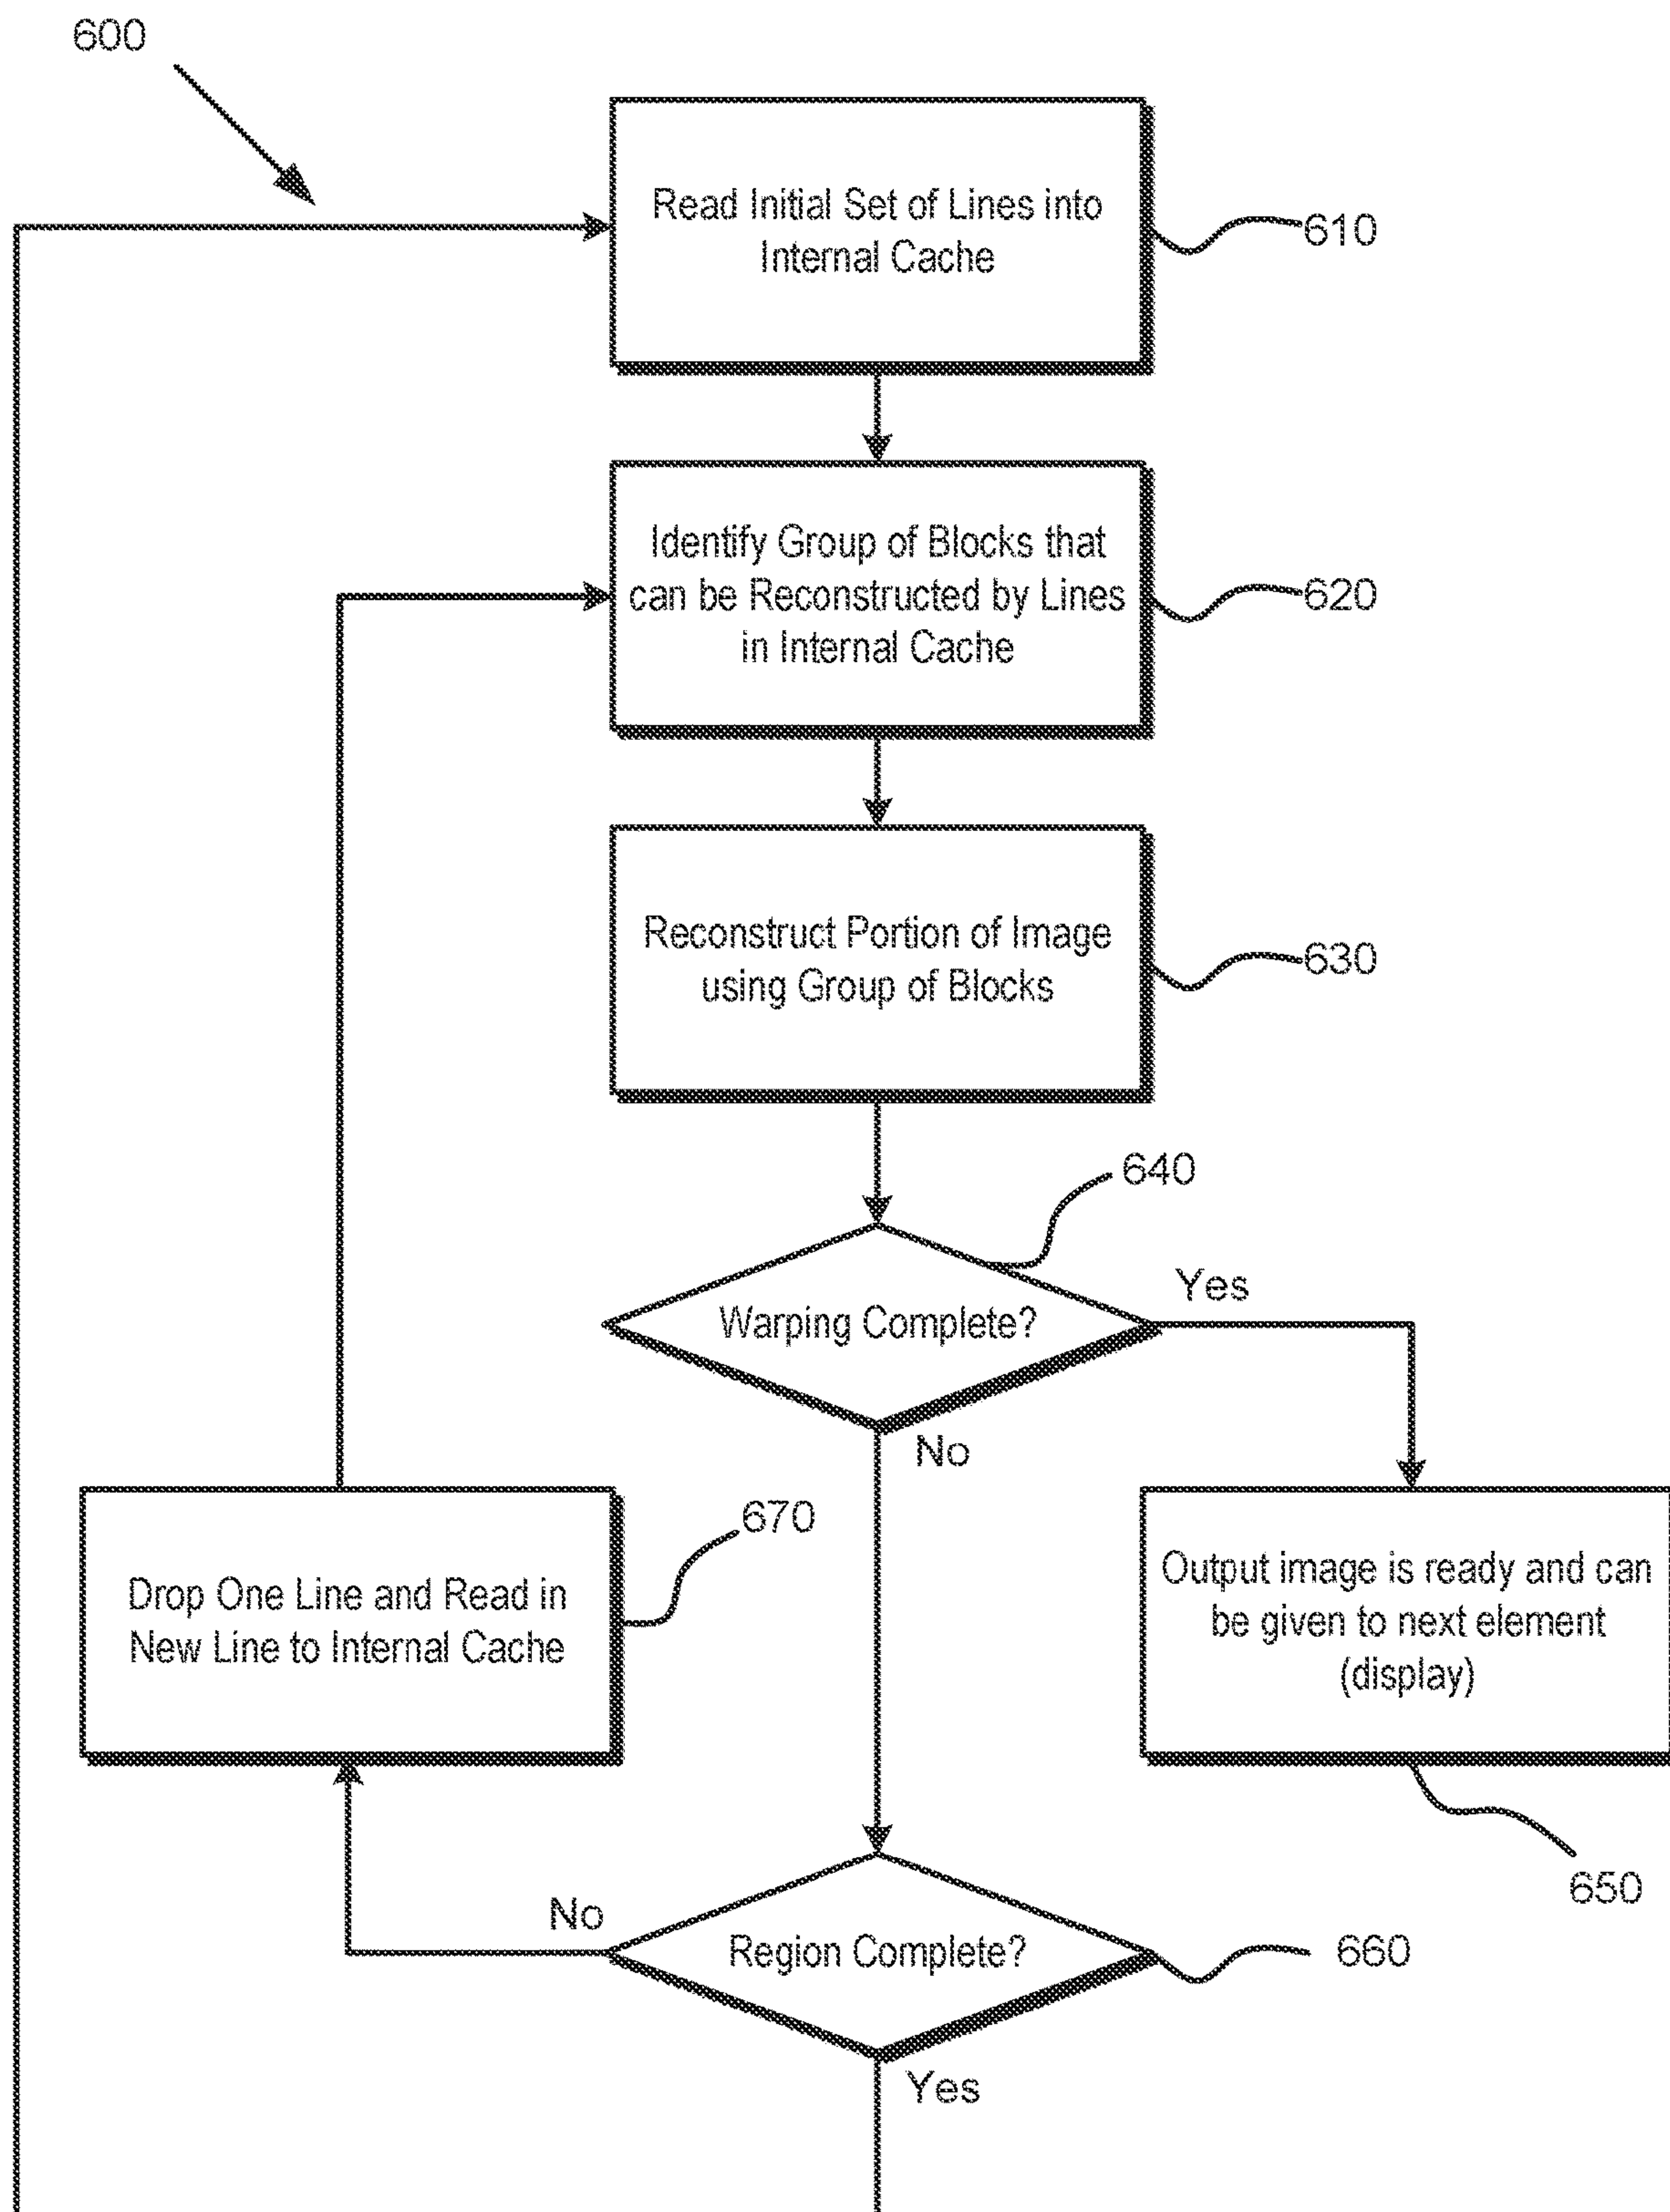 600
Read Initial Set of Lines into
Internal Cache
610
Identify Group of Blocks that
can be Reconstructed by Lines
in Internal Cache
620
Reconstruct Portion of Image
using Group of Blocks
630
640
Warping Complete?
Yes
No
670
Drop One Line and Read in
New Line to Internal Cache
Output image is ready and can
be given to next element
(display)
650
No
Region Complete?
660
Yes